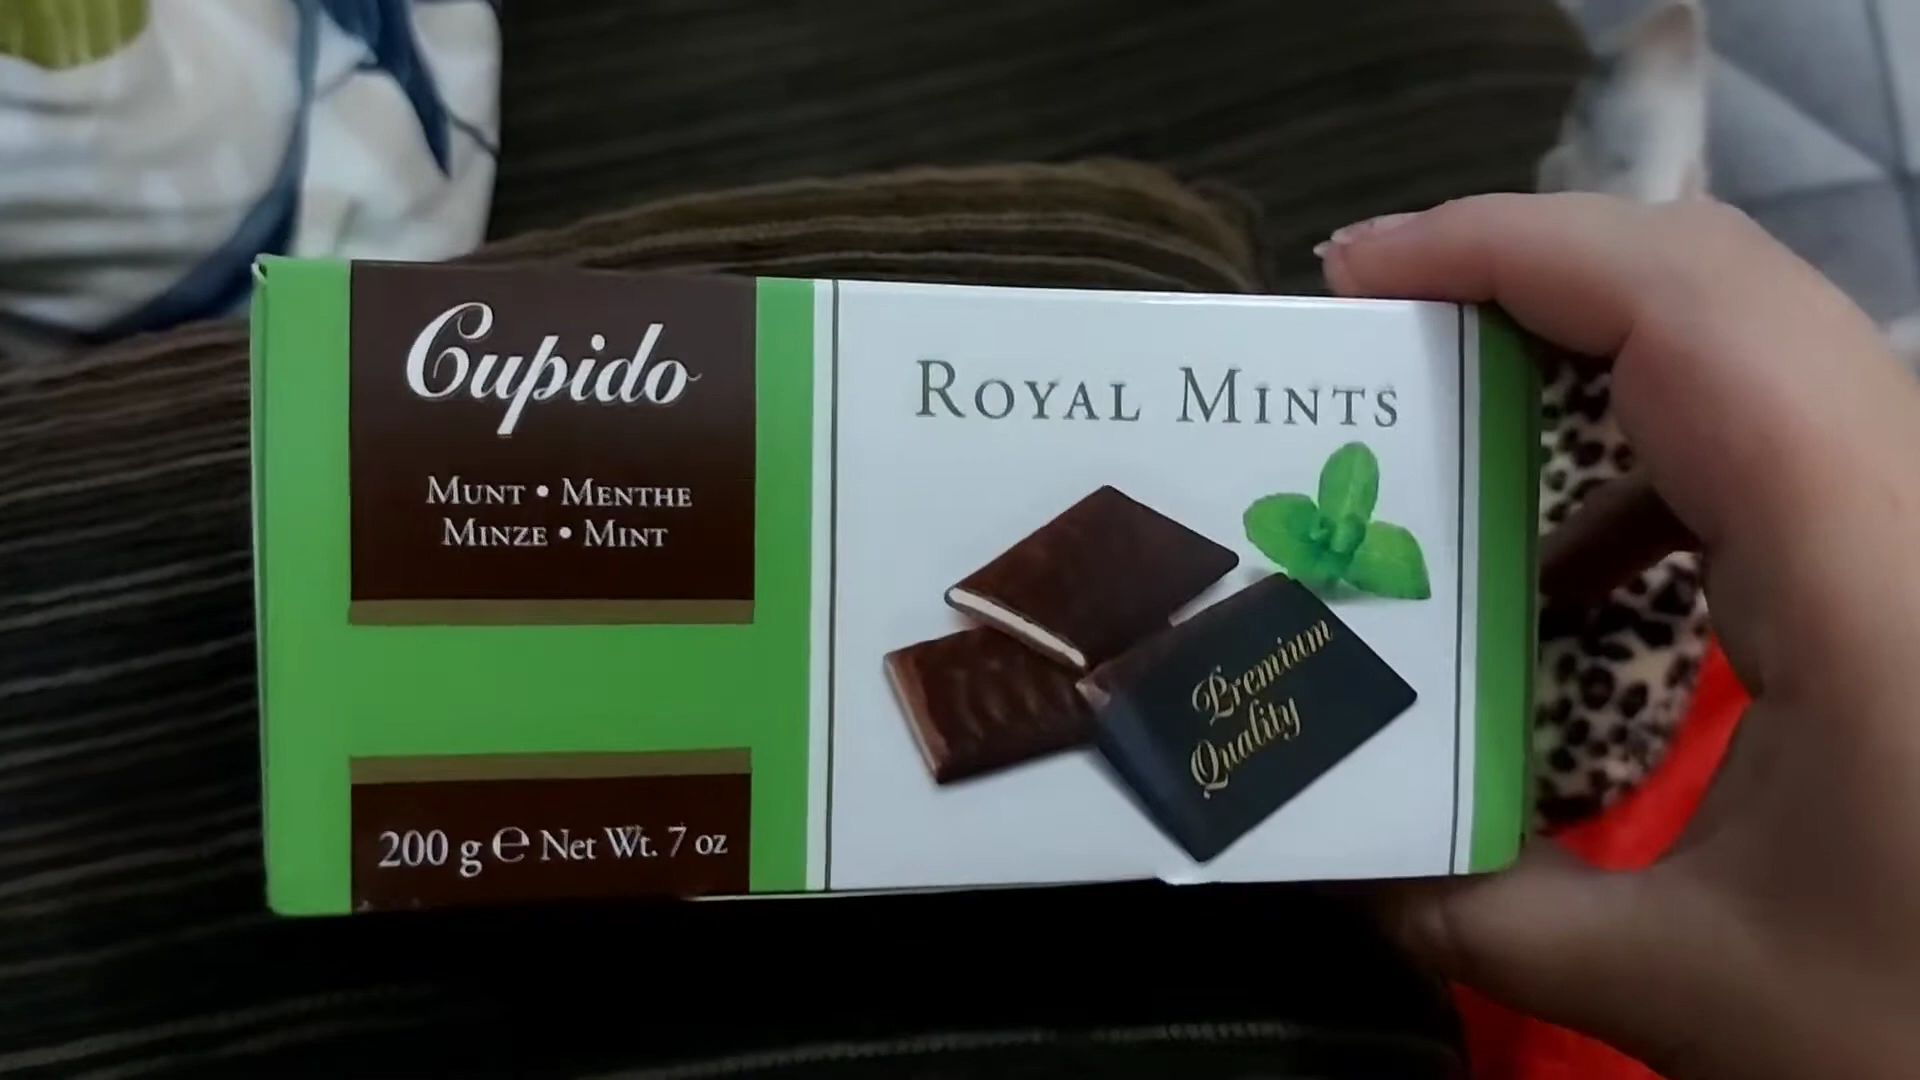 Cupido
MUNT • MENTHE
MINZE • MINT
200 g ℮ Net Wt. 7 oz
ROYAL MINTS
Premium
Quality